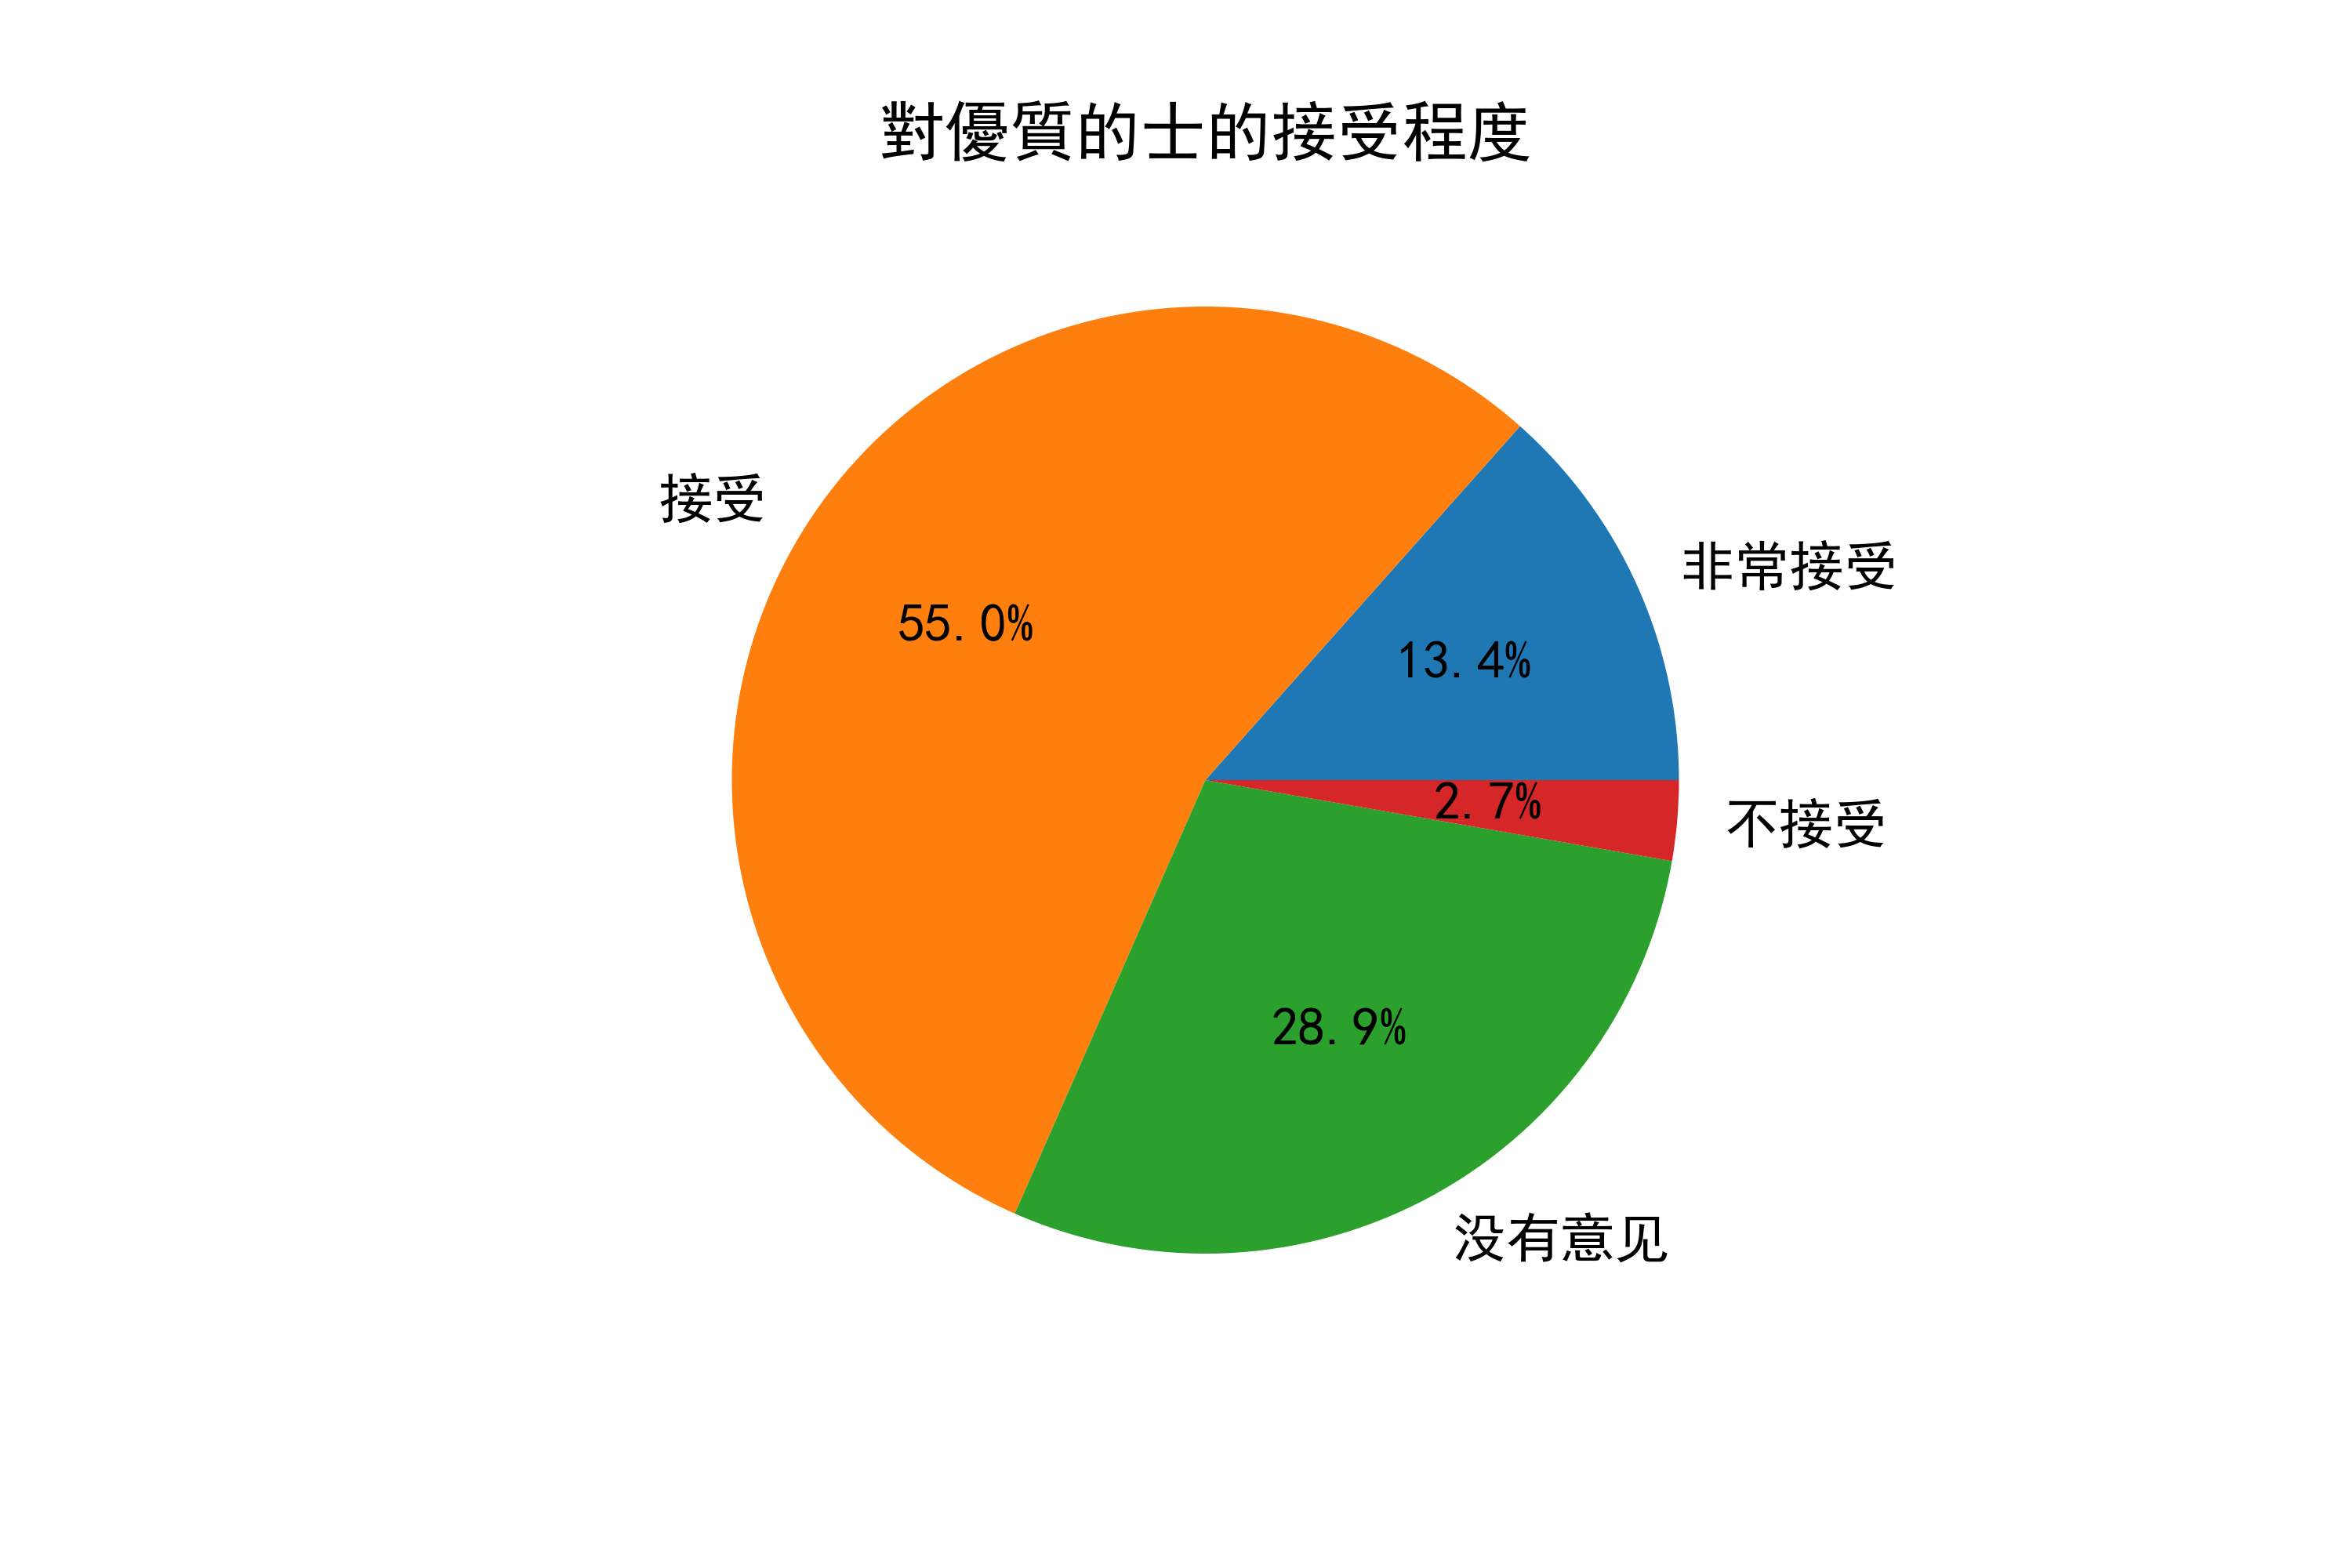 對優質的士的接受程度
接受
非常接受
55.0%
13.4%
2.7%
不接受
28.9%
没有意见